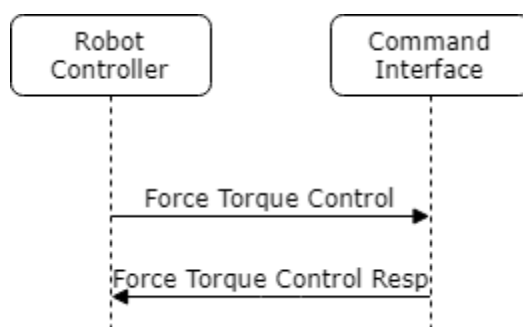 Robot
Controller
Command
Interface
Force Torque Control
Force Torque Control Resp